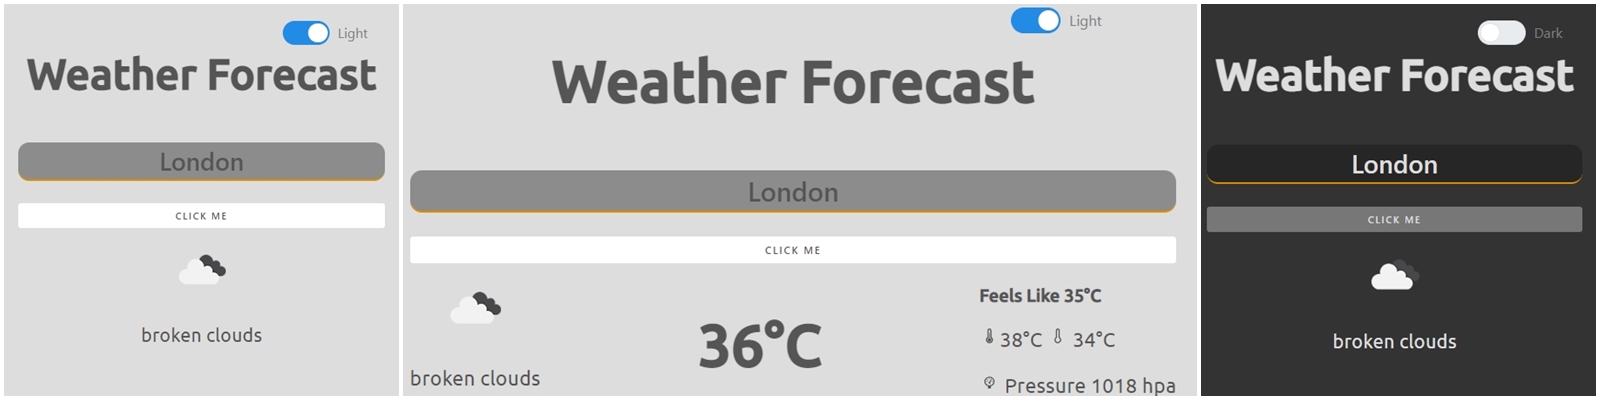 Light
Weather Forecast
London
CLICK ME
broken clouds
Light
Weather Forecast
London
CLICK ME
broken clouds
36°C
Feels Like 35°C
38°C 34°C
Pressure 1018 hpa
Dark
Weather Forecast
London
CLICK ME
broken clouds